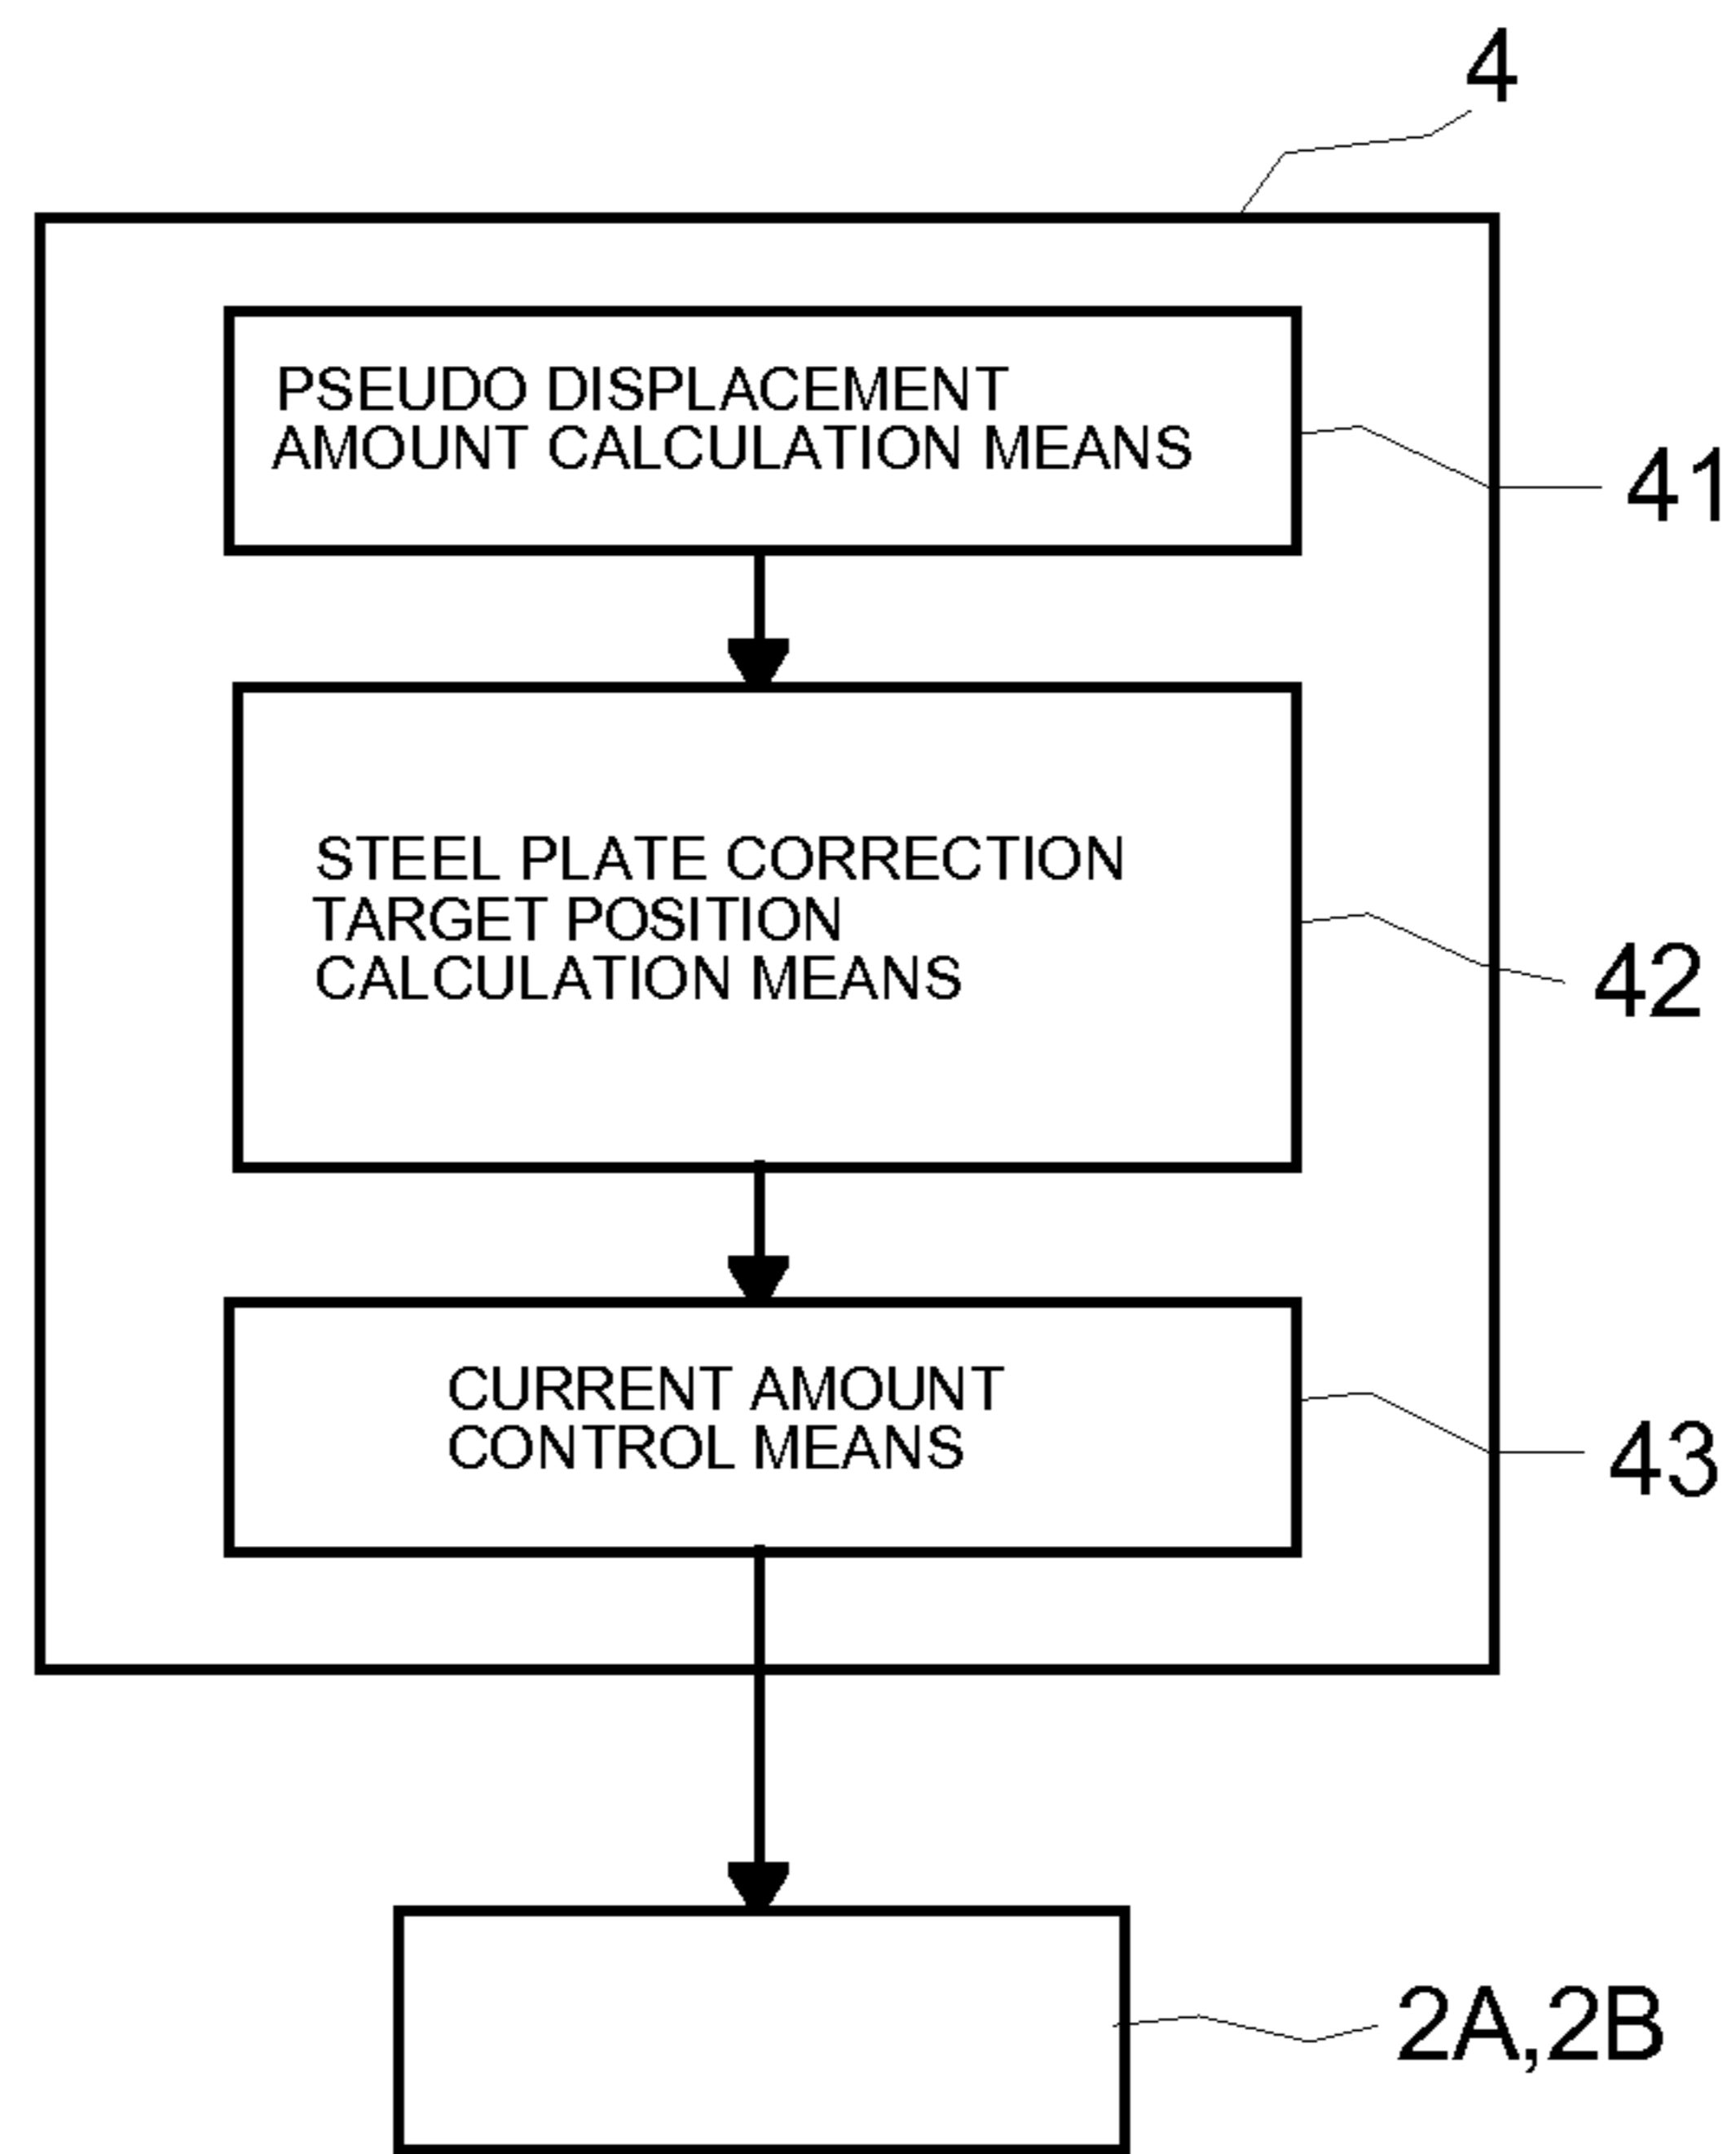 4
PSEUDO DISPLACEMENT
AMOUNT CALCULATION MEANS
41
STEEL PLATE CORRECTION
TARGET POSITION
CALCULATION MEANS
42
CURRENT AMOUNT
CONTROL MEANS
43
2A,2B